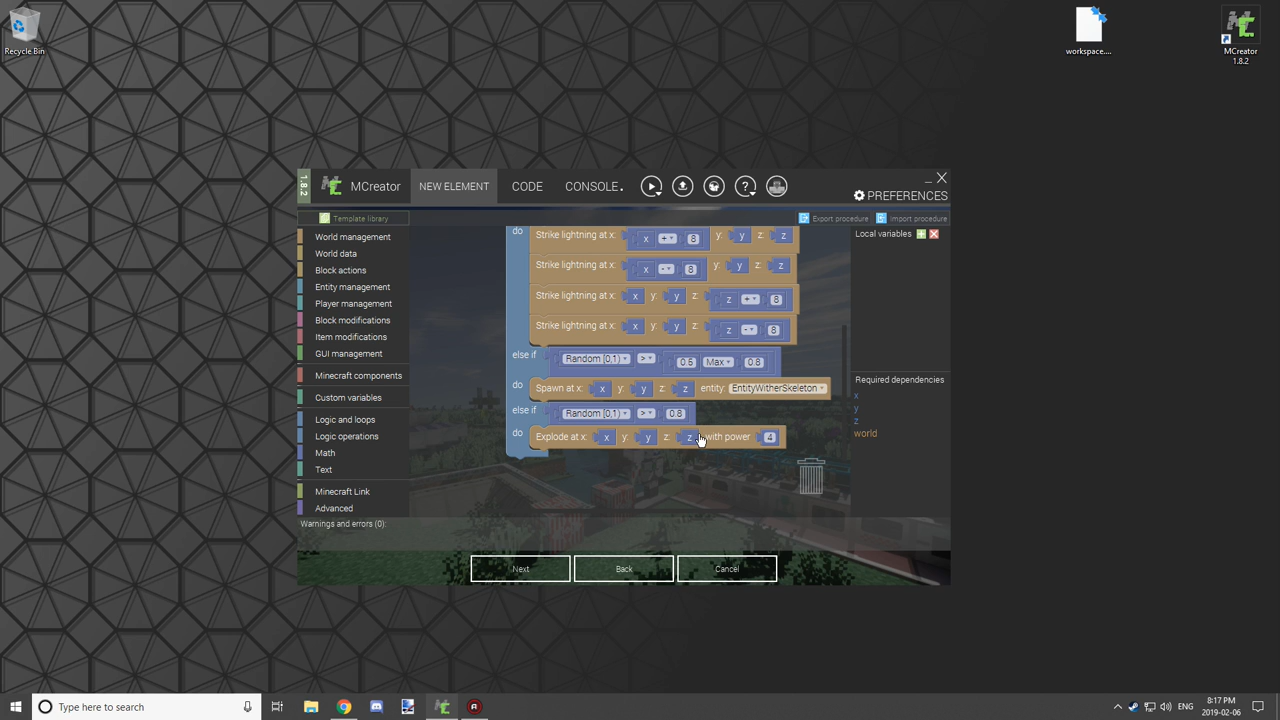 Recycle Bin
workspace....
MCreator
1.8.2
1.8.2
MCreator
NEW ELEMENT
CODE
CONSOLE.
PREFERENCES
Template library
Export procedure
Import procedure
World management
World data
Block actions
Entity management
Player management
Block modifications
Item modifications
GUI management
Minecraft components
Custom variables
Logic and loops
Logic operations
Math
Text
Minecraft Link
Advanced
do Strike lightning at x: x + 8 y: y z: z
Strike lightning at x: x - 8 y: y z: z
Strike lightning at x: x y: y z: z + 8
Strike lightning at x: x y: y z: z - 8
else if Random [0,1) > 0.6 Max 0.8
do Spawn at x: x y: y z: z entity: EntityWitherSkeleton
else if Random [0,1) > 0.8
do Explode at x: x y: y z: z with power 4
Local variables
Required dependencies
x
y
z
world
Warnings and errors (0):
Next
Back
Cancel
Type here to search
ENG
8:17 PM
2019-02-06